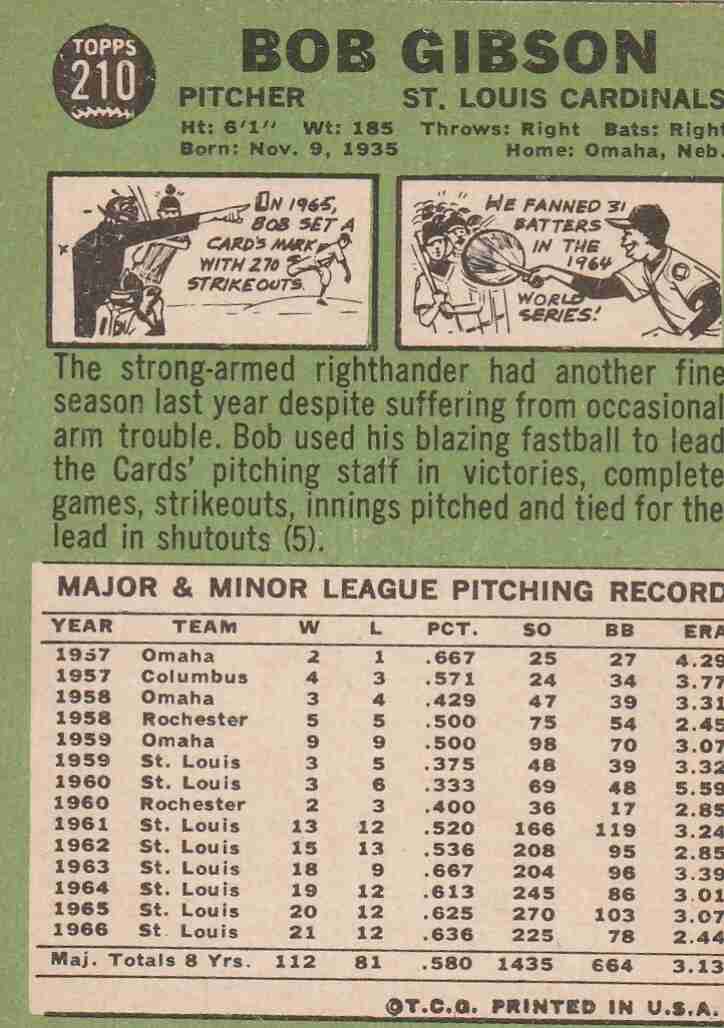 TOPPS
210
BOB GIBSON
PITCHER ST. LOUIS CARDINALS
Ht: 6'1" Wt: 185 Throws: Right Bats: Right
Born: Nov. 9, 1935 Home: Omaha, Neb.
IN 1965,
BOB SET A
CARD'S MARK
WITH 270
STRIKEOUTS.
HE FANNED 31
BATTERS
IN THE
1964
WORLD
SERIES!
The strong-armed righthander had another fine
season last year despite suffering from occasional
arm trouble. Bob used his blazing fastball to lead
the Cards' pitching staff in victories, complete
games, strikeouts, innings pitched and tied for the
lead in shutouts (5).
MAJOR & MINOR LEAGUE PITCHING RECORD
YEAR TEAM W L PCT. SO BB ERA
1957 Omaha 2 1 .667 25 27 4.29
1957 Columbus 4 3 .571 24 34 3.77
1958 Omaha 3 4 .429 47 39 3.31
1958 Rochester 5 5 .500 75 54 2.45
1959 Omaha 9 9 .500 98 70 3.07
1959 St. Louis 3 5 .375 48 39 3.32
1960 St. Louis 3 6 .333 69 48 5.59
1960 Rochester 2 3 .400 36 17 2.85
1961 St. Louis 13 12 .520 166 119 3.24
1962 St. Louis 15 13 .536 208 95 2.85
1963 St. Louis 18 9 .667 204 96 3.39
1964 St. Louis 19 12 .613 245 86 3.01
1965 St. Louis 20 12 .625 270 103 3.07
1966 St. Louis 21 12 .636 225 78 2.44
Maj. Totals 8 Yrs. 112 81 .580 1435 664 3.13
©T.C.G. PRINTED IN U.S.A.